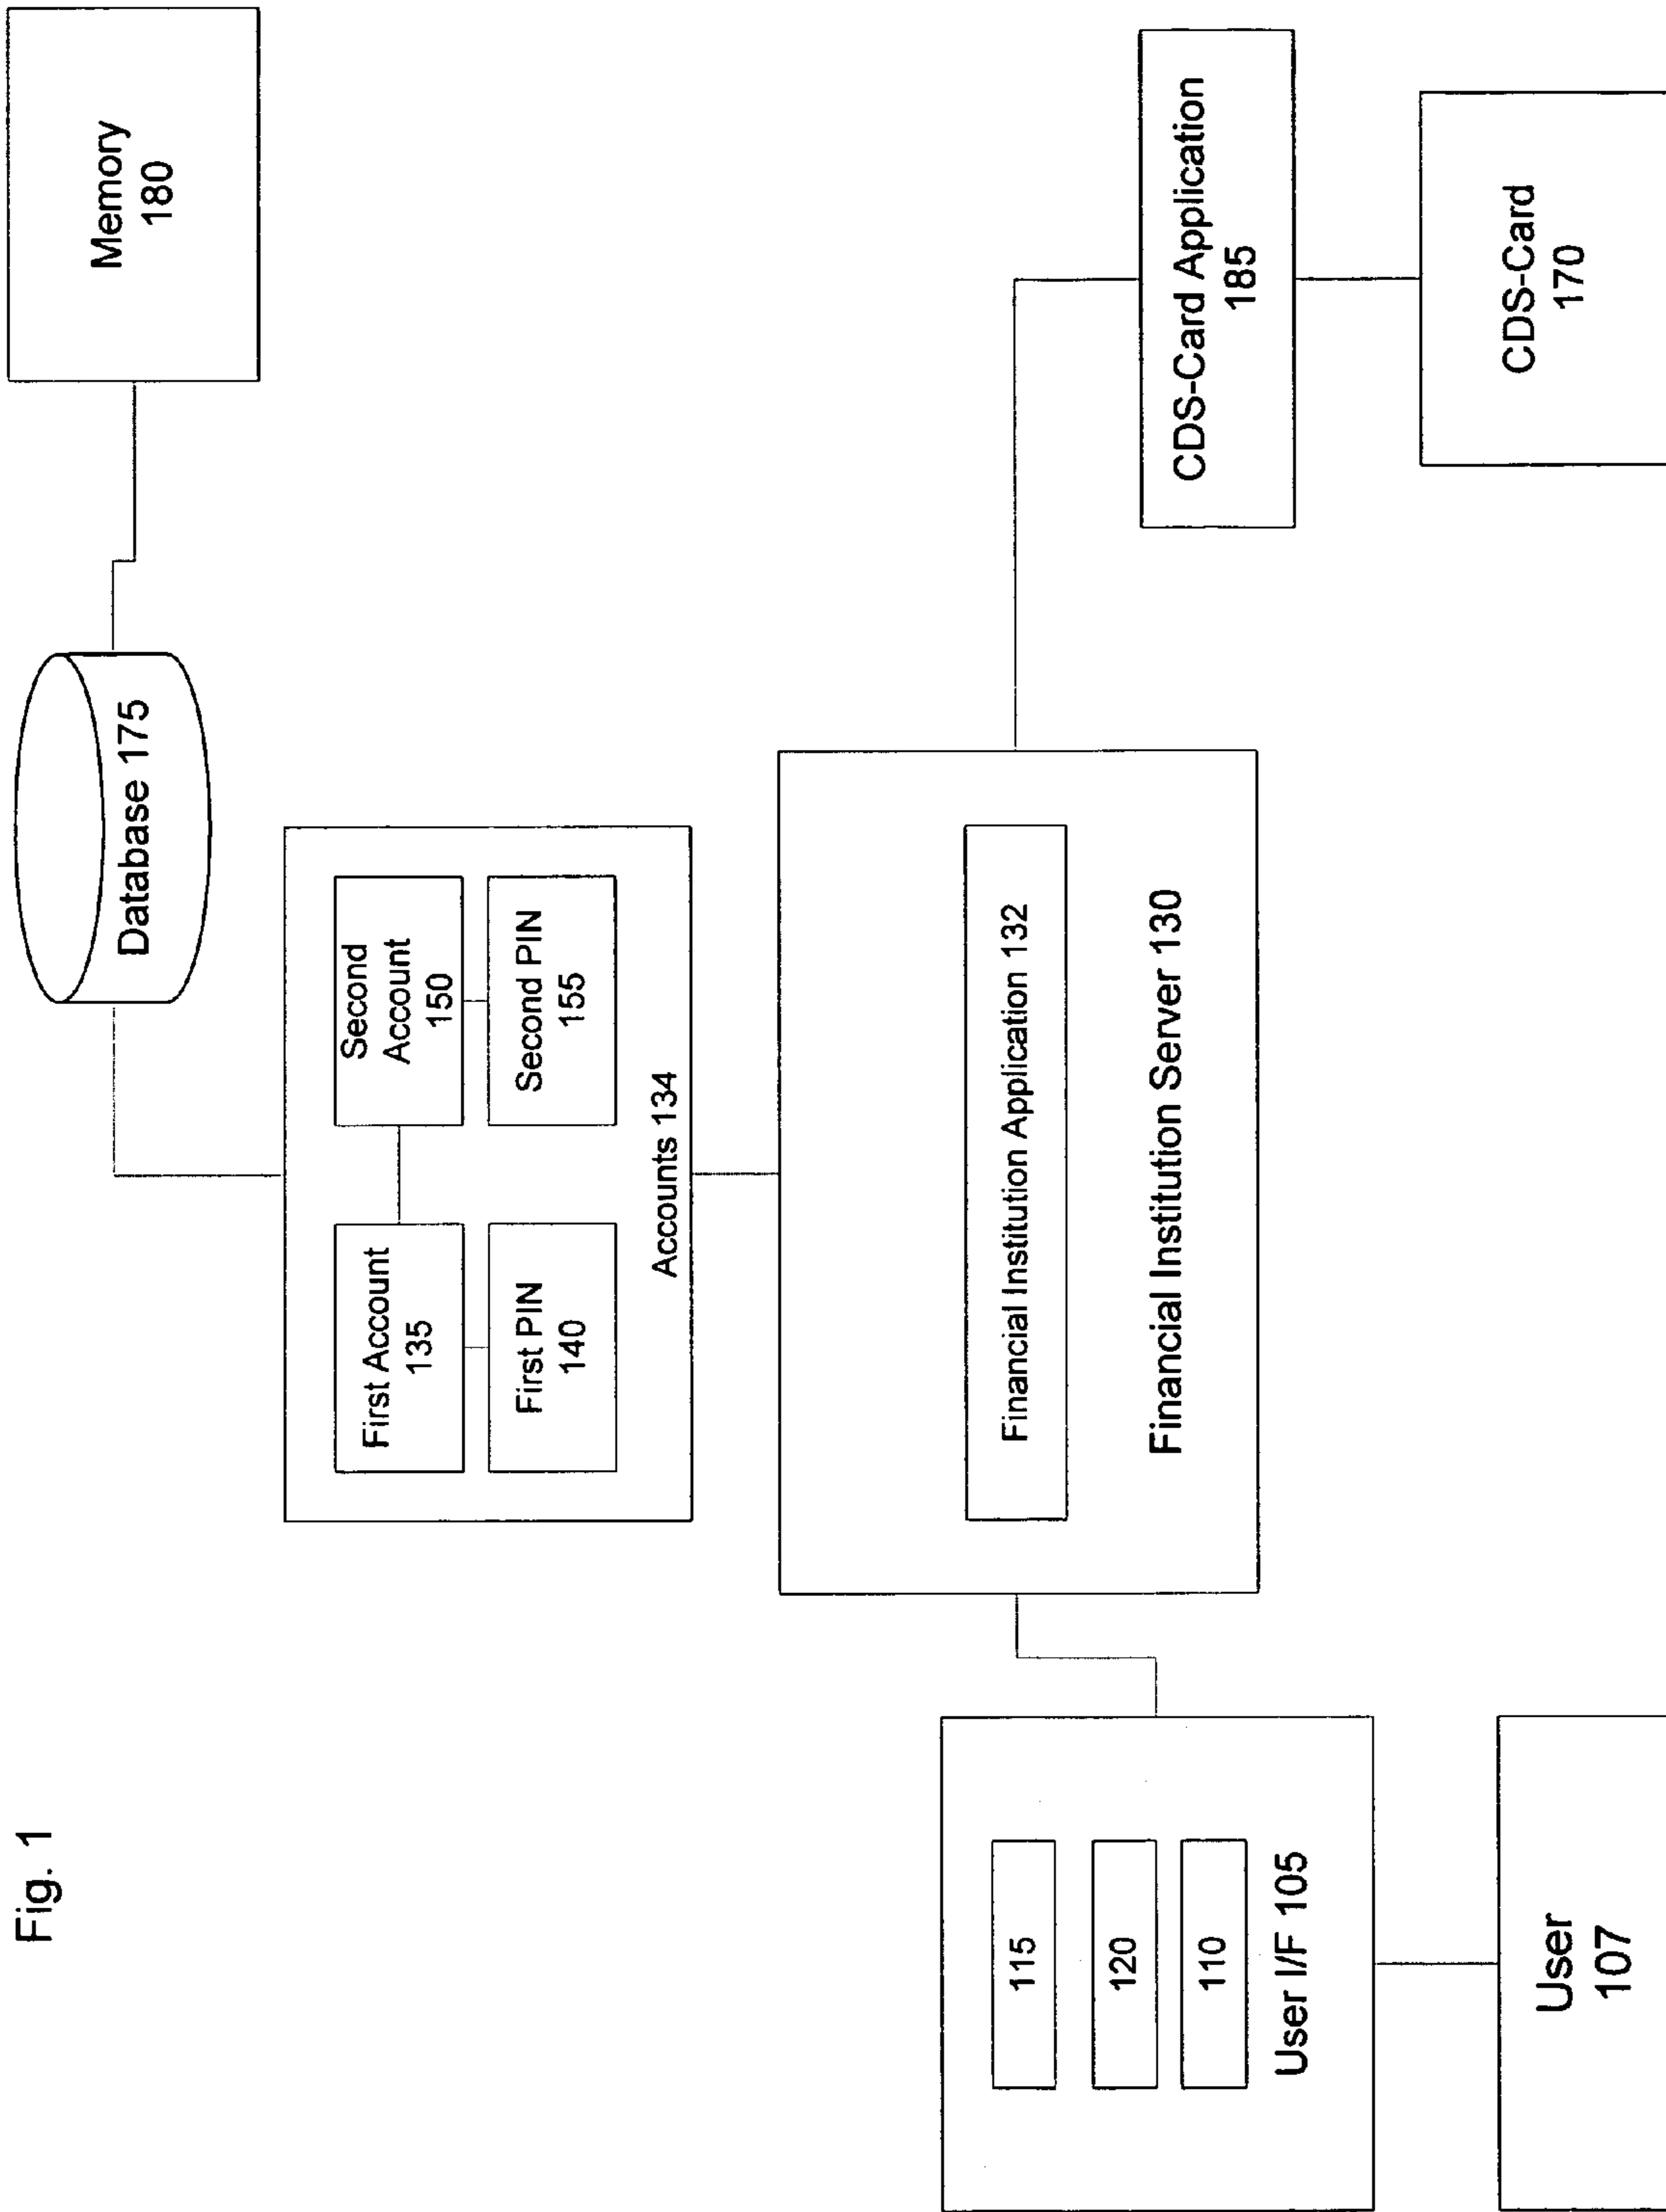 Fig. 1
Memory
180
Database 175
First Account
135
Second
Account
150
First PIN
140
Second PIN
155
Accounts 134
Financial Institution Application 132
Financial Institution Server 130
115
120
110
User I/F 105
User
107
CDS-Card Application
185
CDS-Card
170